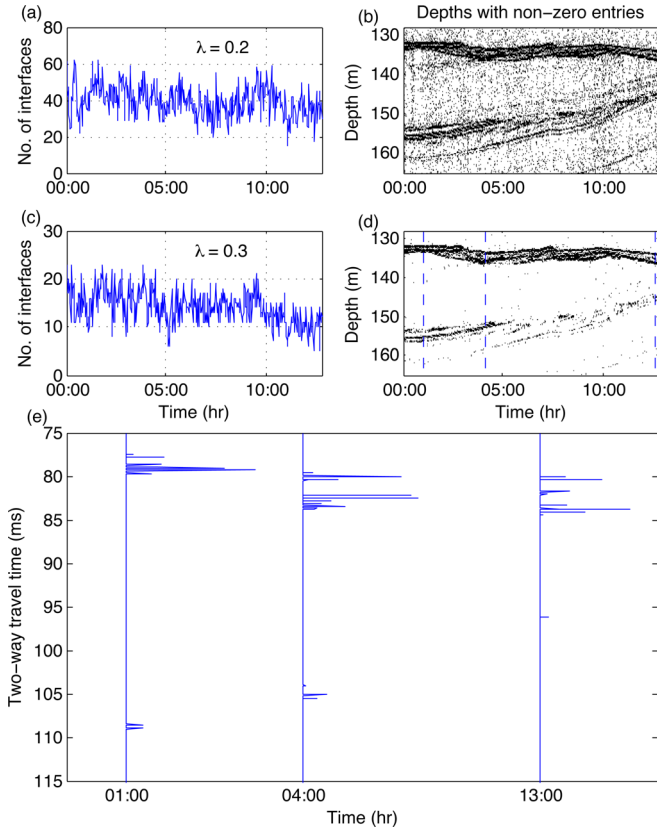 (a)
λ = 0.2
No. of interfaces
80
60
40
20
0
00:00 05:00 10:00
(b) Depths with non-zero entries
Depth (m)
130
140
150
160
00:00 05:00 10:00
(c)
λ = 0.3
No. of interfaces
30
20
10
0
00:00 05:00 10:00
Time (hr)
(d)
Depth (m)
130
140
150
160
00:00 05:00 10:00
Time (hr)
(e)
Two-way travel time (ms)
75
80
85
90
95
100
105
110
115
01:00 04:00 13:00
Time (hr)